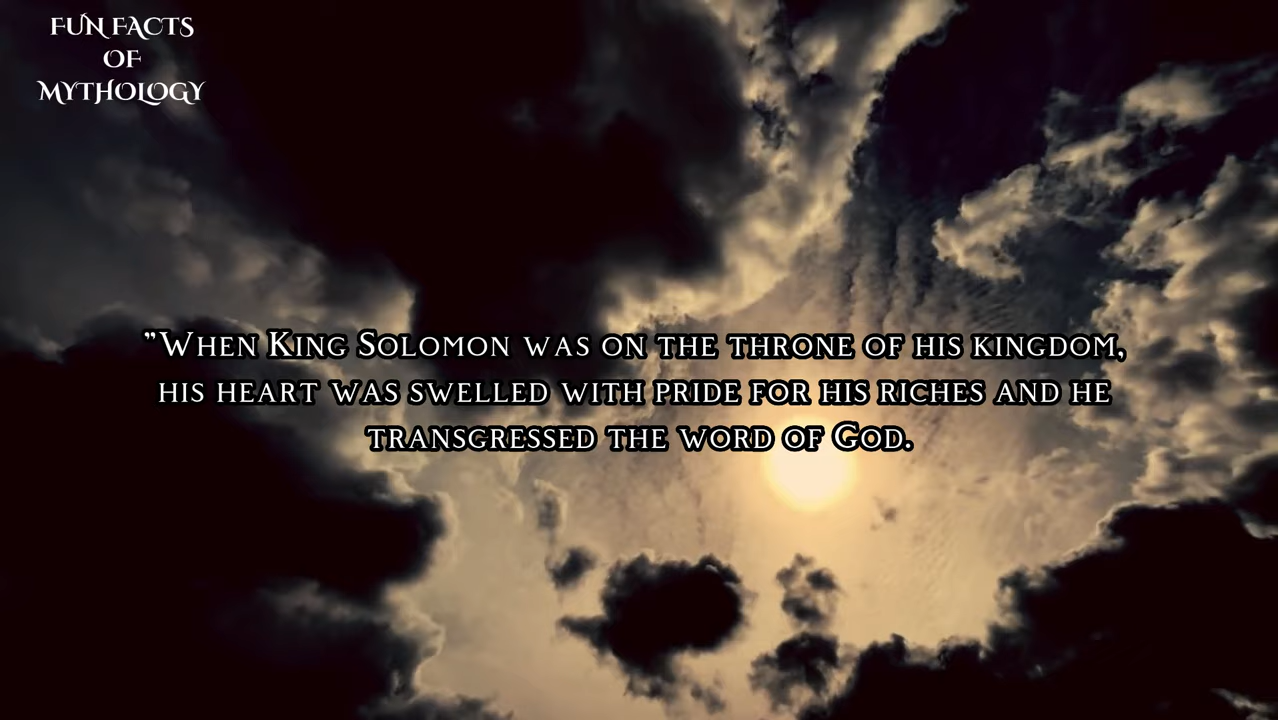 FUN FACTS
OF
MYTHOLOGY
"When King Solomon was on the throne of his kingdom,
his heart was swelled with pride for his riches and he
transgressed the word of God.